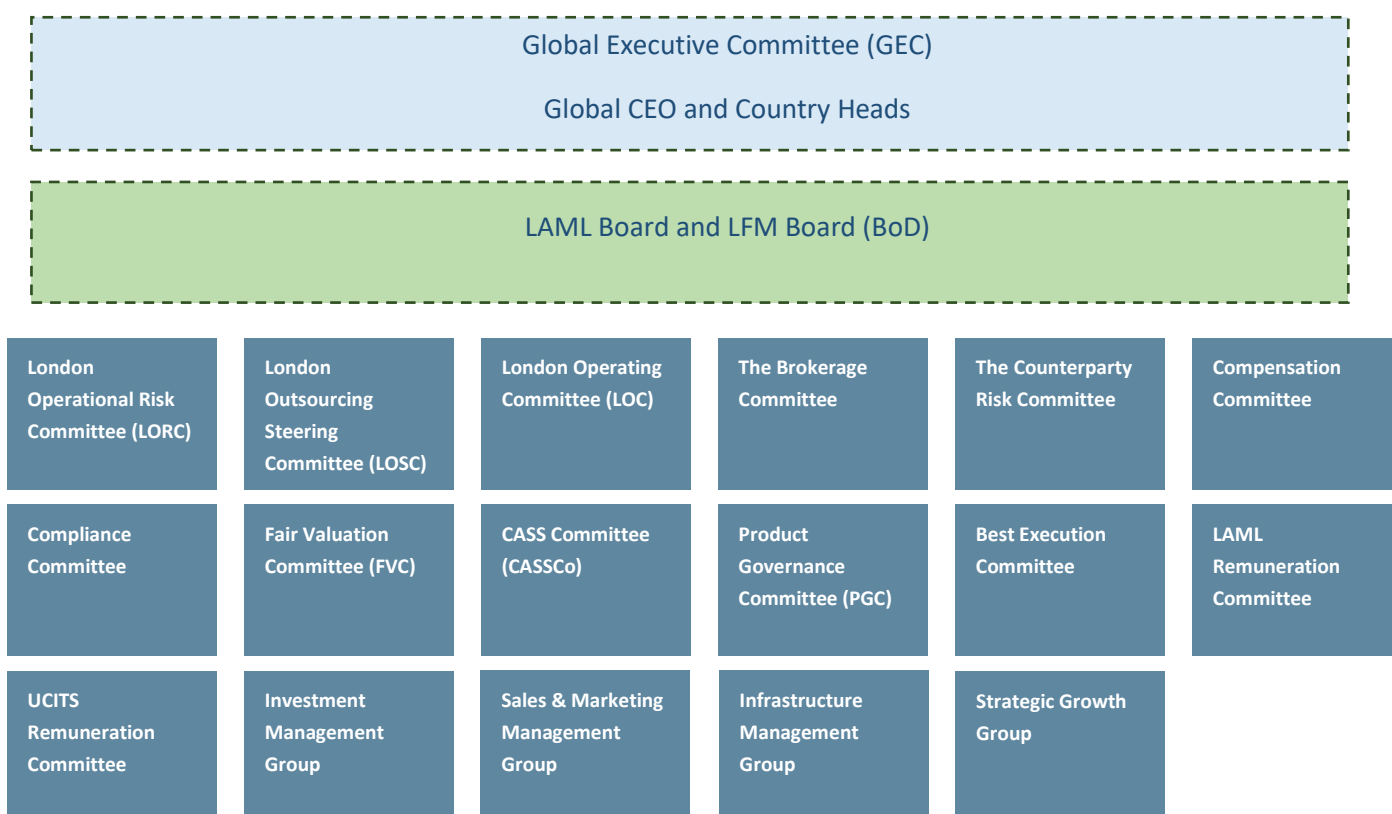 Global Executive Committee (GEC)
Global CEO and Country Heads
LAML Board and LFM Board (BoD)
London
Operational Risk
Committee (LORC)
London
Outsourcing
Steering
Committee (LOSC)
London Operating
Committee (LOC)
The Brokerage
Committee
The Counterparty
Risk Committee
Compensation
Committee
Compliance
Committee
Fair Valuation
Committee (FVC)
CASS Committee
(CASSCo)
Product
Governance
Committee (PGC)
Best Execution
Committee
LAML
Remuneration
Committee
UCITS
Remuneration
Committee
Investment
Management
Group
Sales & Marketing
Management
Group
Infrastructure
Management
Group
Strategic Growth
Group